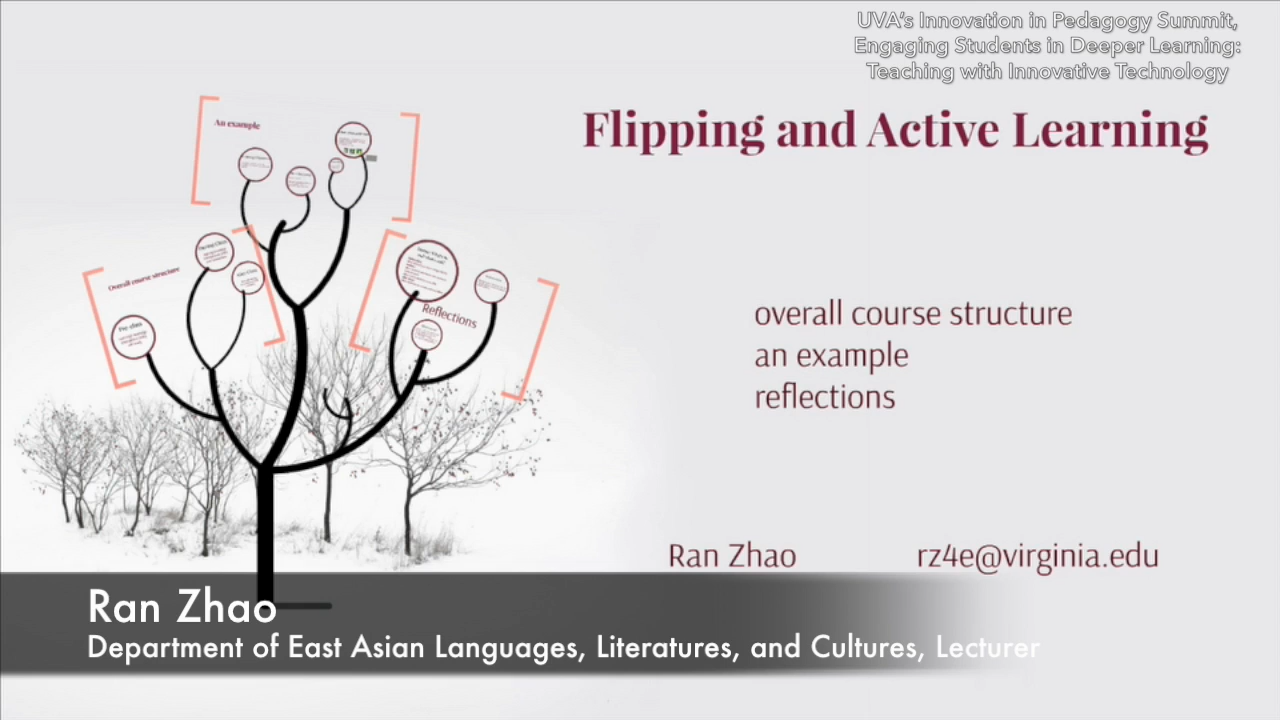 UVA's Innovation in Pedagogy Summit,
Engaging Students in Deeper Learning:
Teaching with Innovative Technology
Flipping and Active Learning
An example
Overall course structure
Pre-class
Reflections
overall course structure
an example
reflections
Ran Zhao
rz4e@virginia.edu
Ran Zhao
Department of East Asian Languages, Literatures, and Cultures, Lecturer